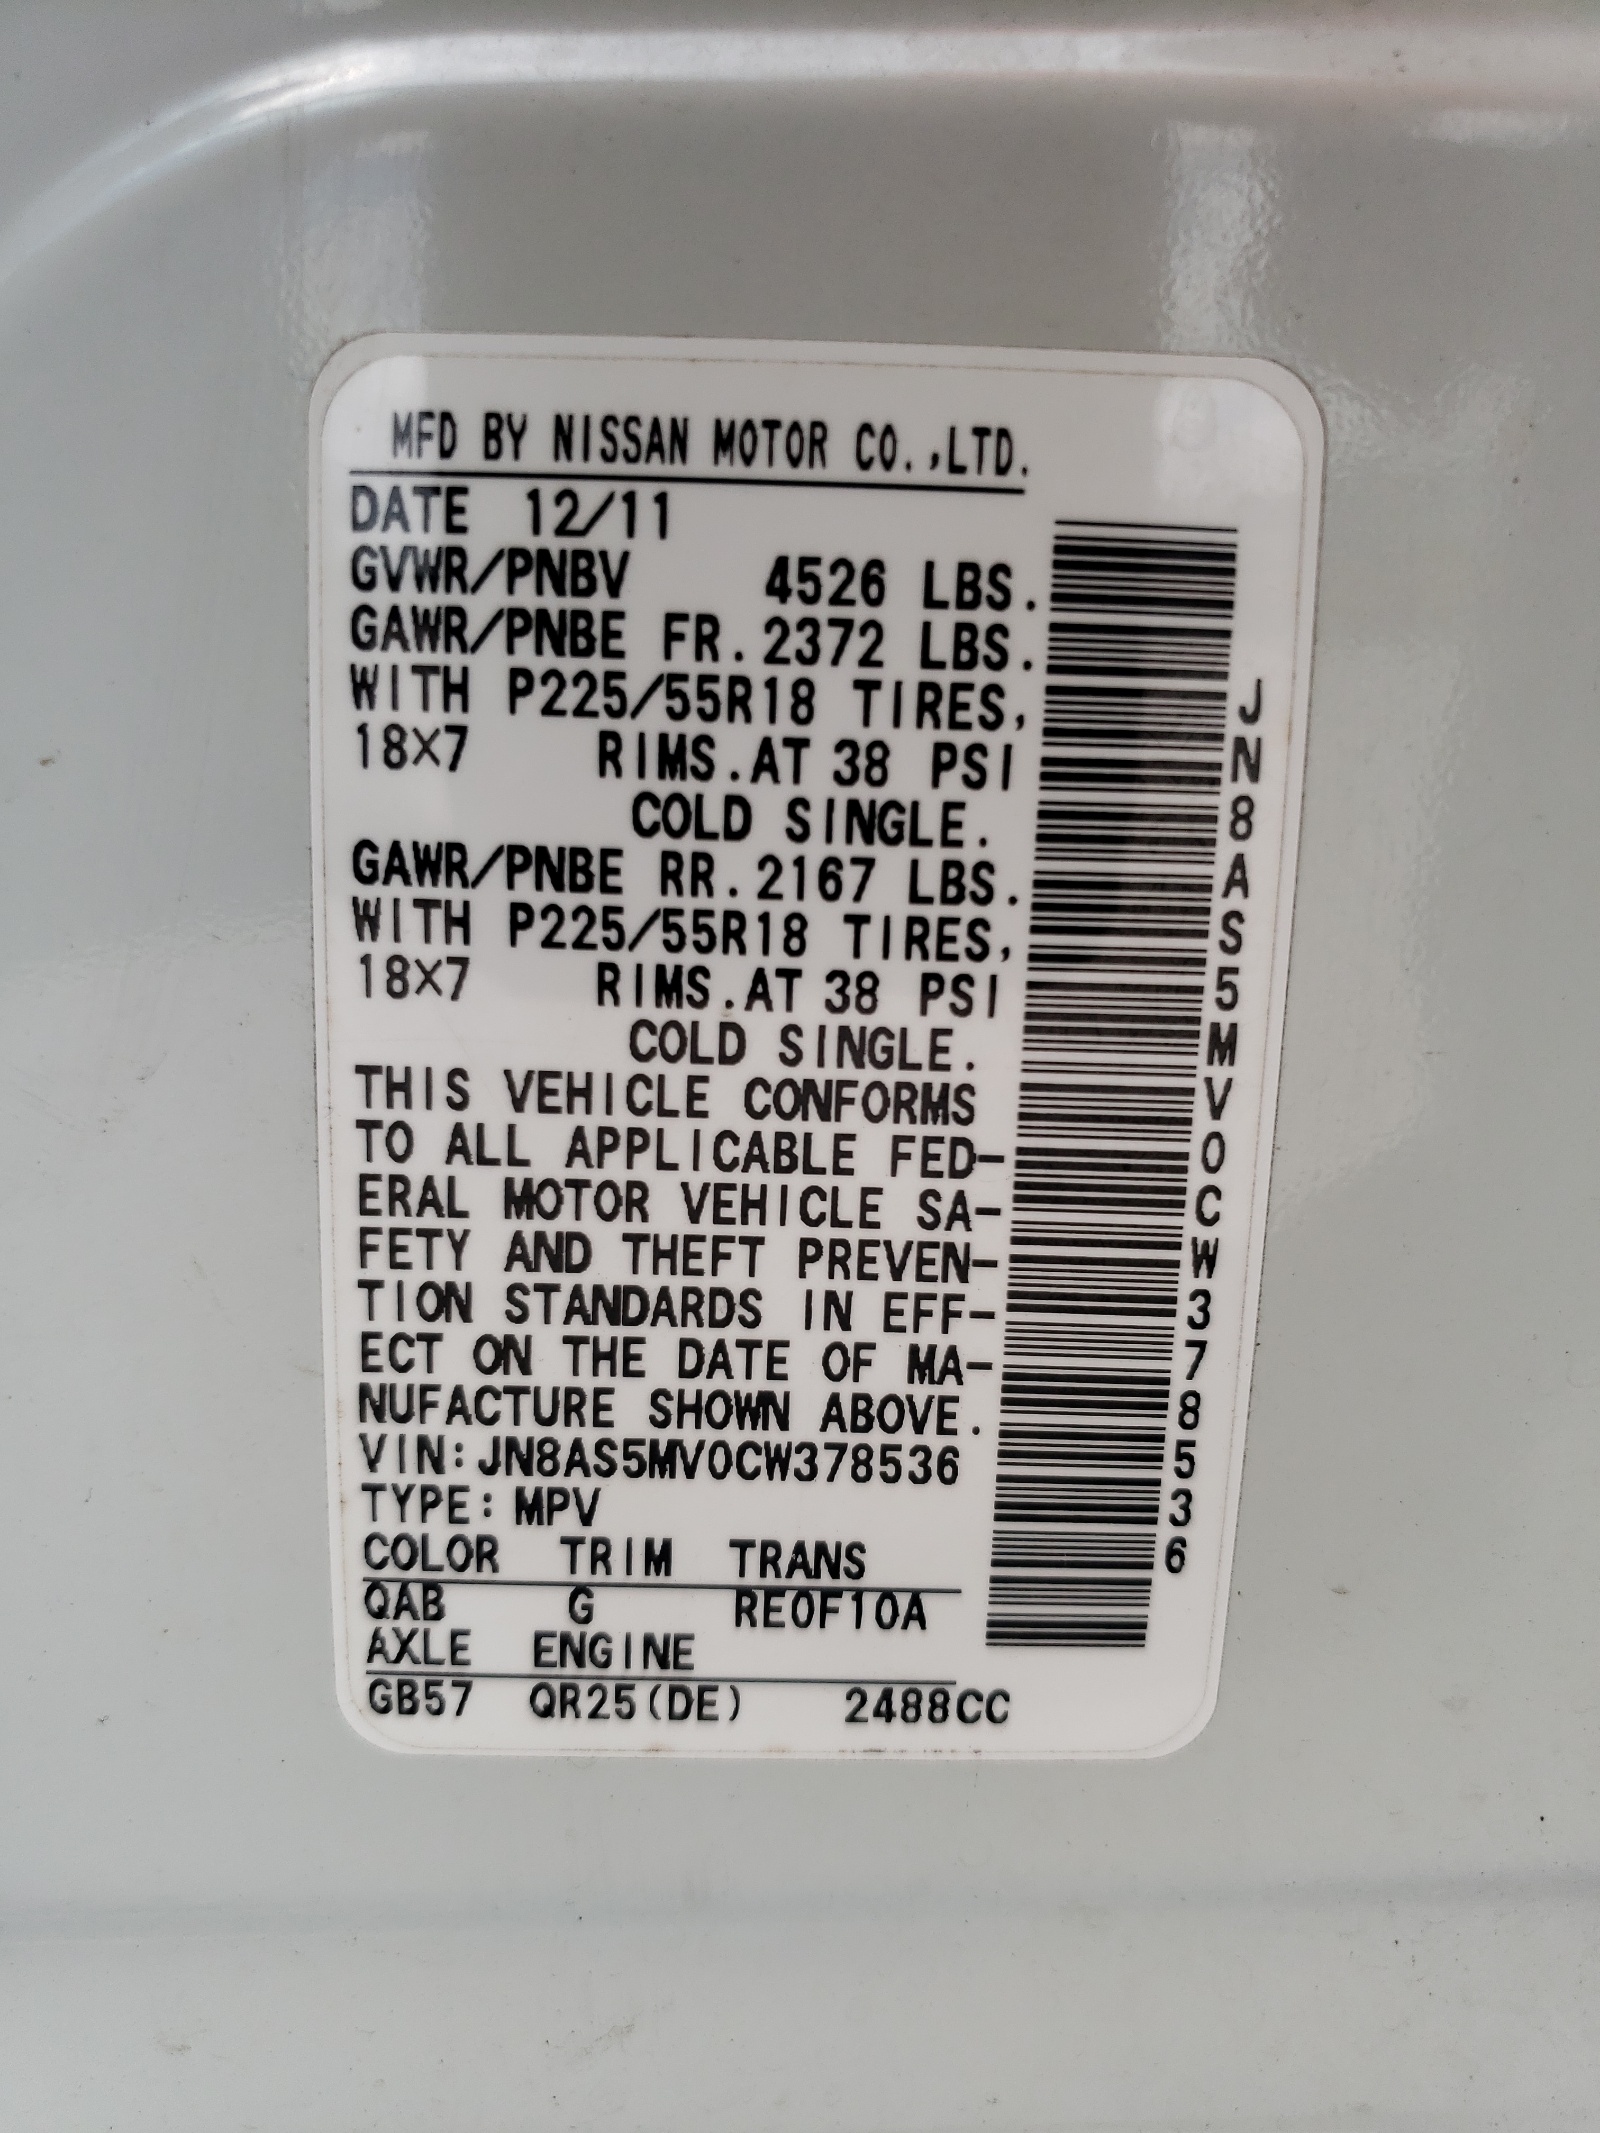 MFD BY NISSAN MOTOR CO.,LTD.
DATE 12/11
GVWR/PNBV 4526 LBS.
GAWR/PNBE FR. 2372 LBS.
WITH P225/55R18 TIRES,
18X7 RIMS.AT 38 PSI
COLD SINGLE.
GAWR/PNBE RR. 2167 LBS.
WITH P225/55R18 TIRES,
18X7 RIMS.AT 38 PSI
COLD SINGLE.
THIS VEHICLE CONFORMS
TO ALL APPLICABLE FED-
ERAL MOTOR VEHICLE SA-
FETY AND THEFT PREVEN-
TION STANDARDS IN EFF-
ECT ON THE DATE OF MA-
NUFACTURE SHOWN ABOVE.
VIN: JN8AS5MV0CW378536
TYPE: MPV
COLOR TRIM TRANS
QAB G RE0F10A
AXLE ENGINE
GB57 QR25(DE) 2488CC
JN8AS5MV0CW378536